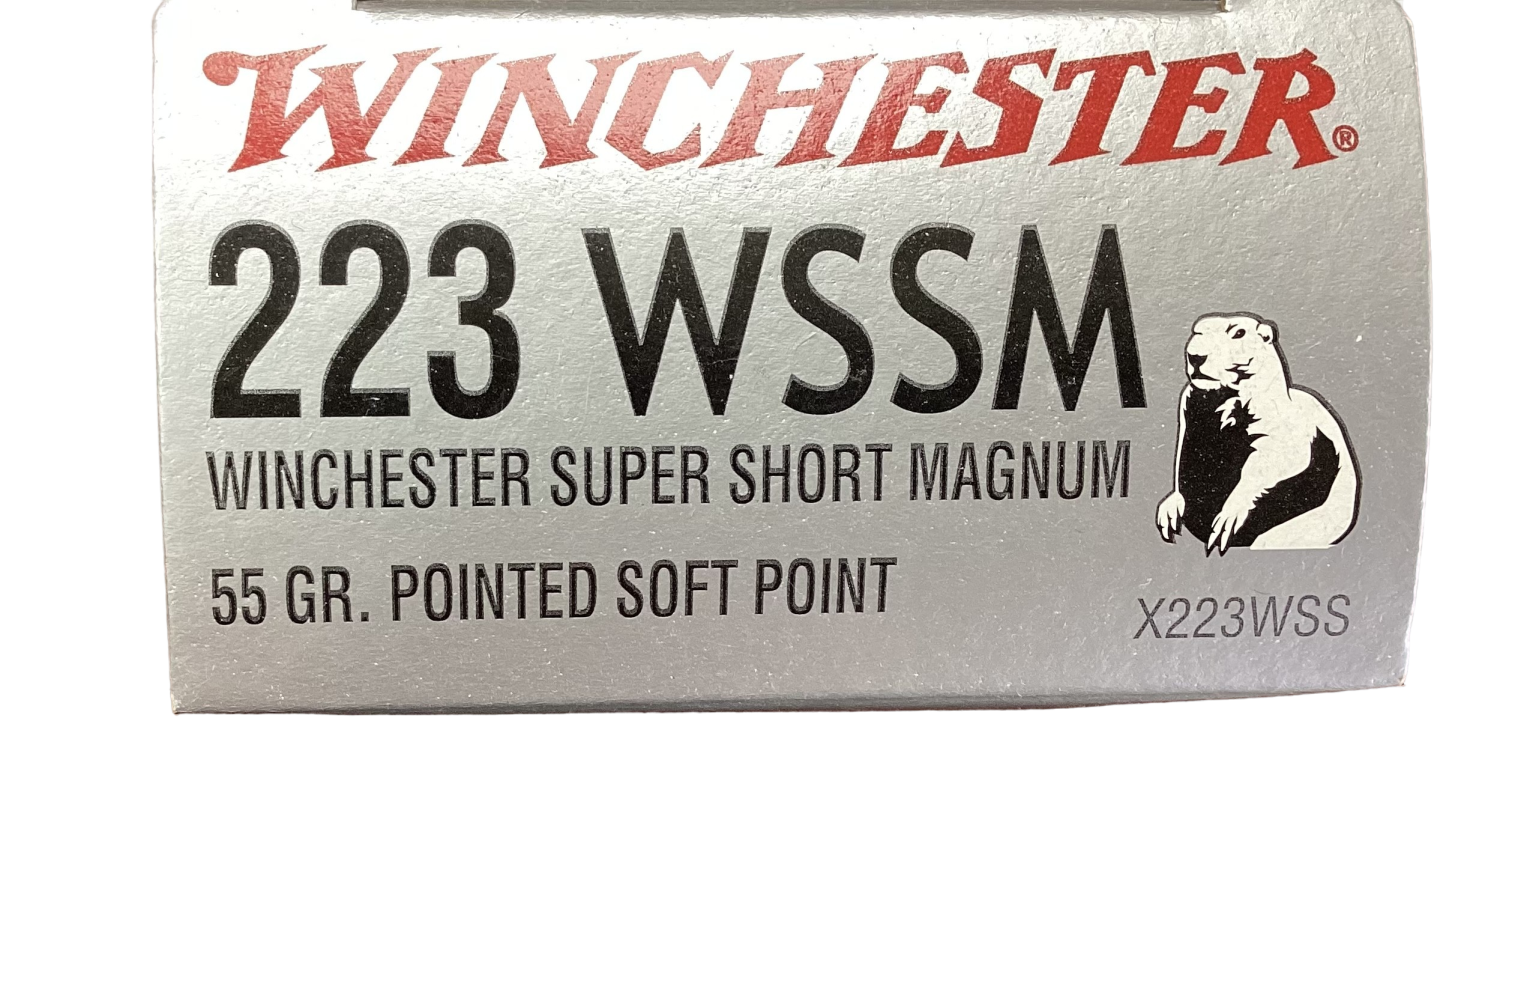 WINCHESTER®
223 WSSM
WINCHESTER SUPER SHORT MAGNUM
55 GR. POINTED SOFT POINT
X223WSS